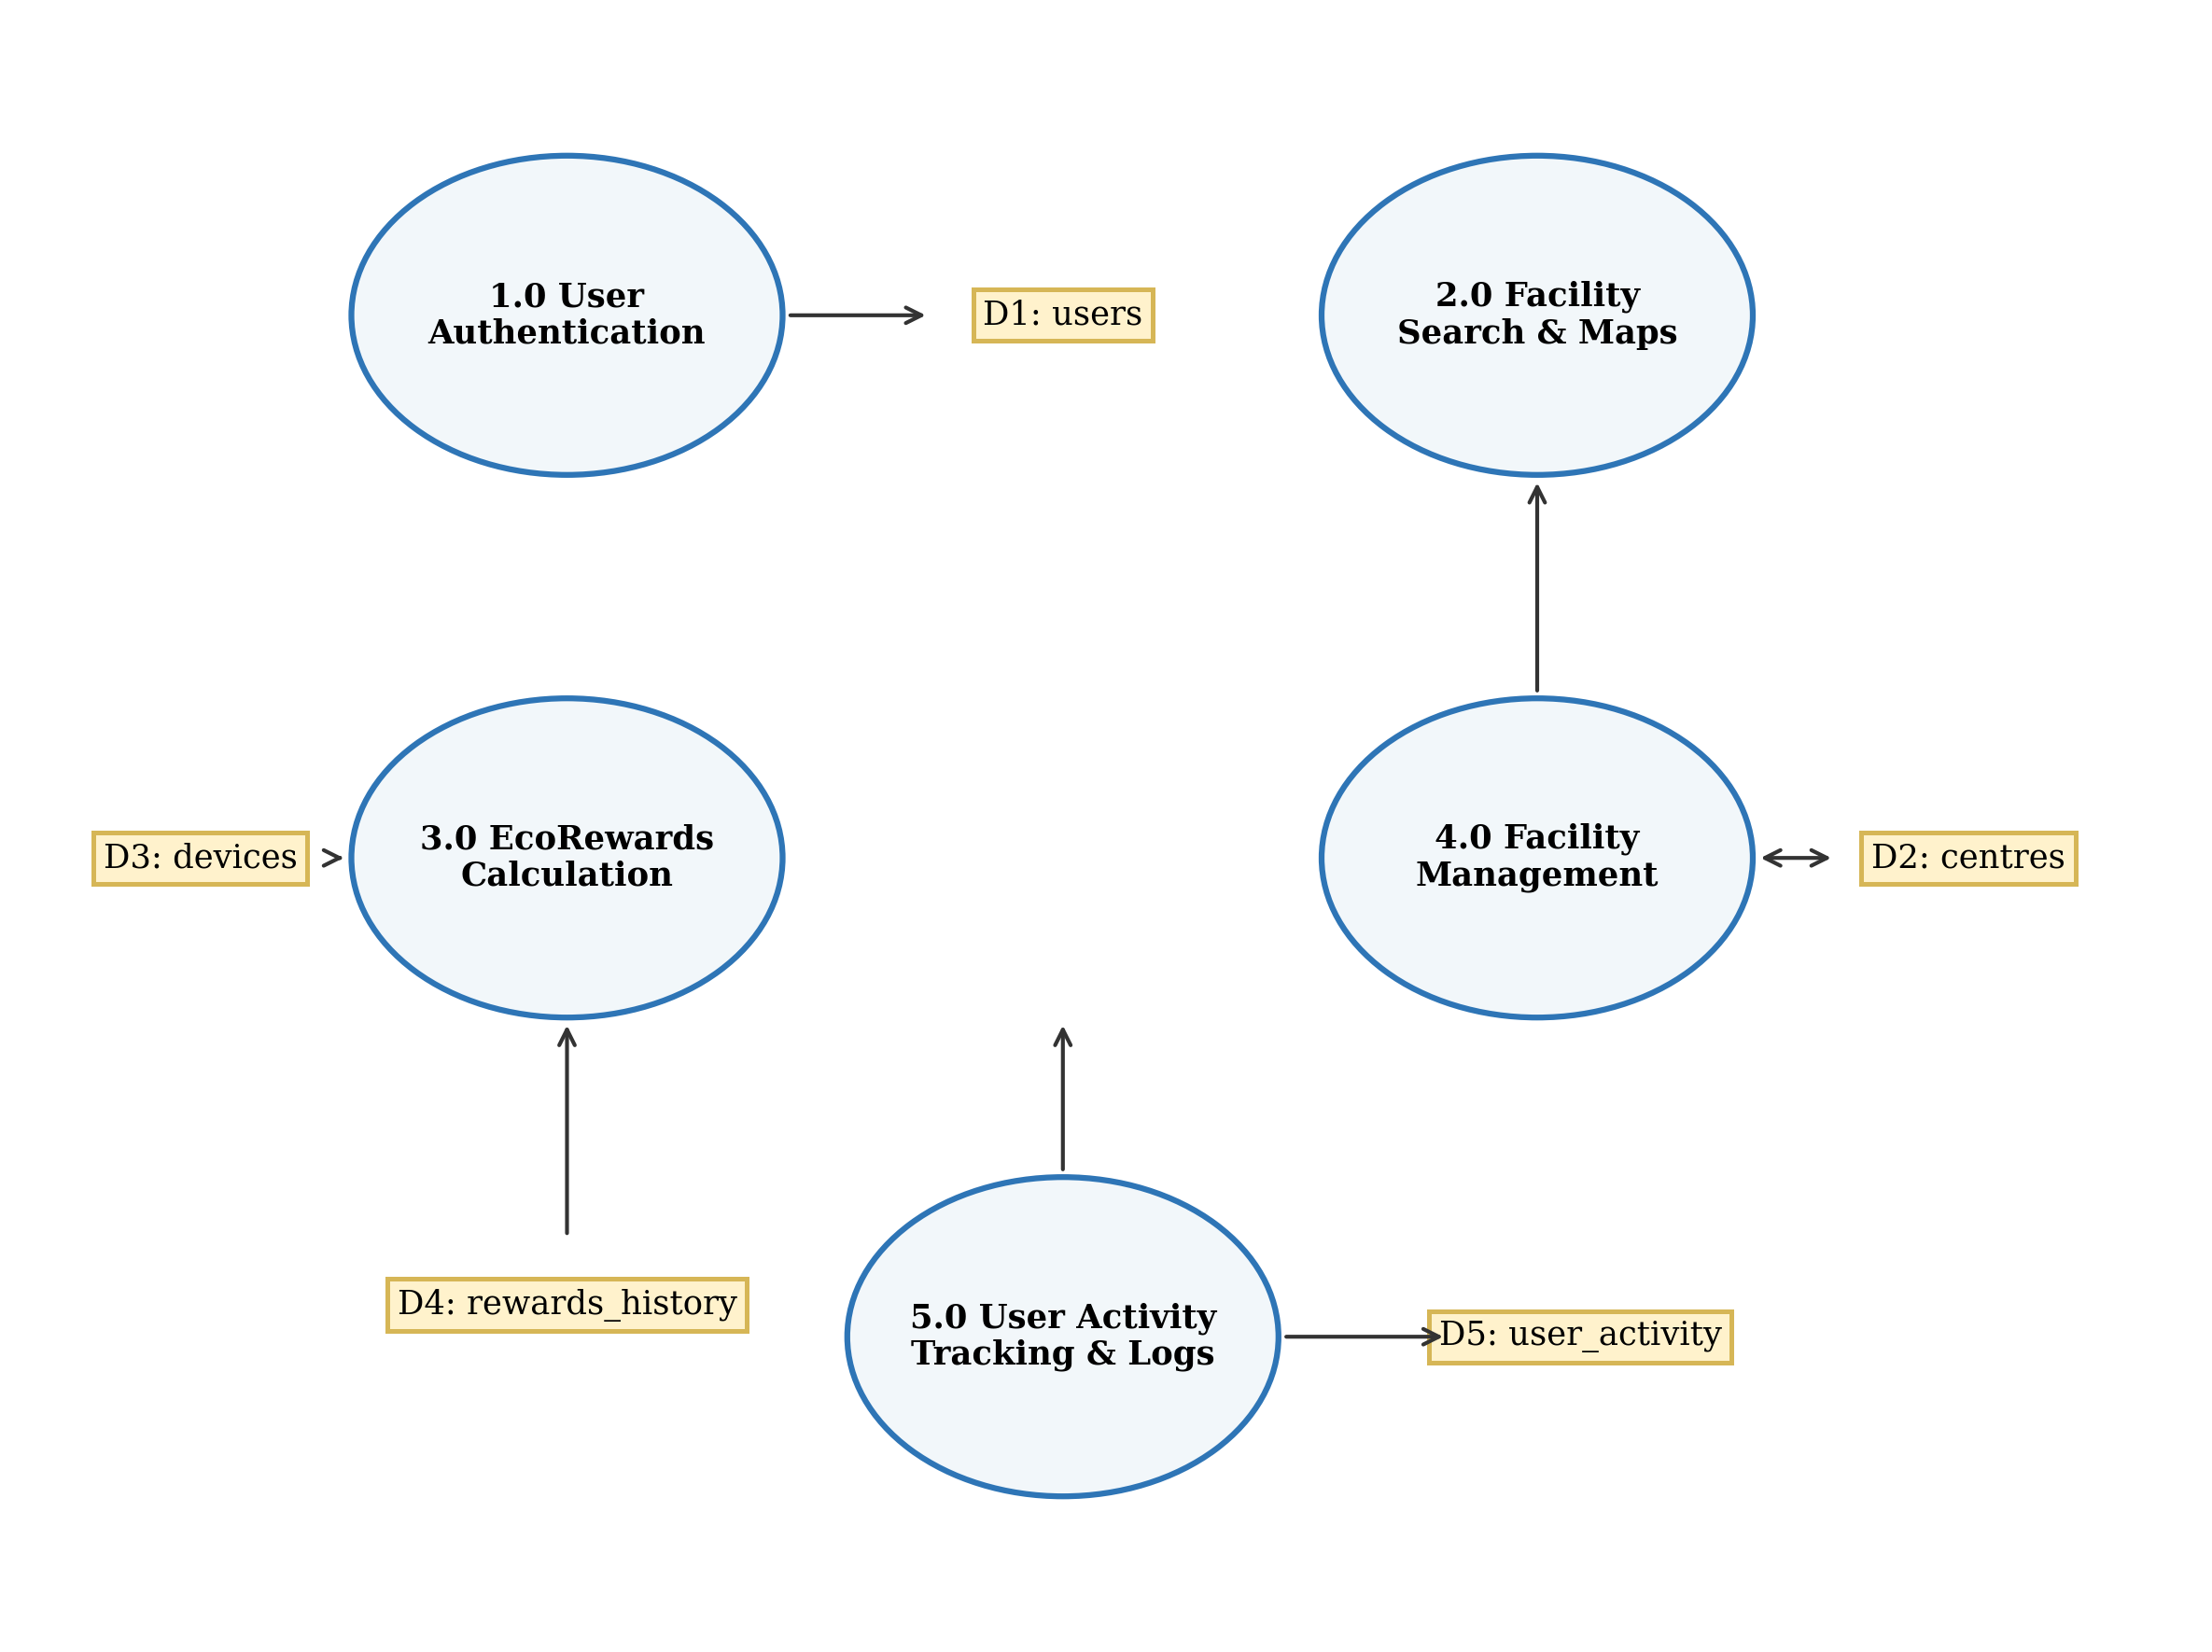 1.0 User
Authentication
D1: users
2.0 Facility
Search & Maps
D3: devices
3.0 EcoRewards
Calculation
4.0 Facility
Management
D2: centres
D4: rewards_history
5.0 User Activity
Tracking & Logs
D5: user_activity